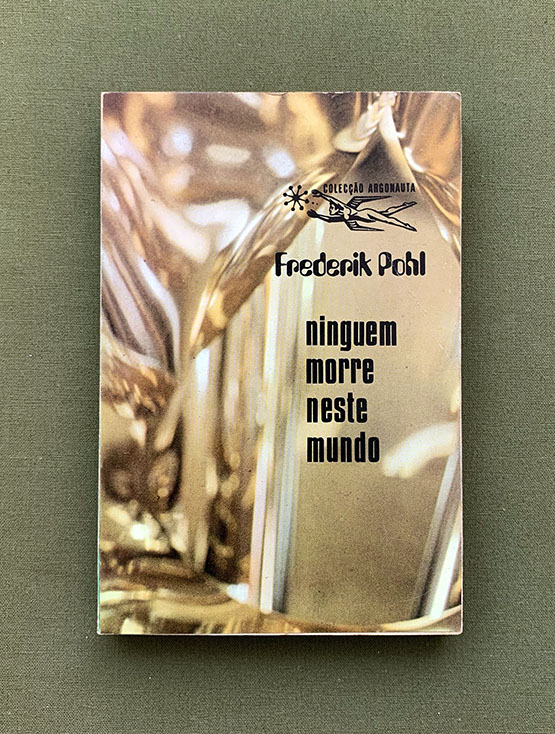 COLECÇÃO ARGONAUTA
Frederik Pohl
ninguem
morre
neste
mundo